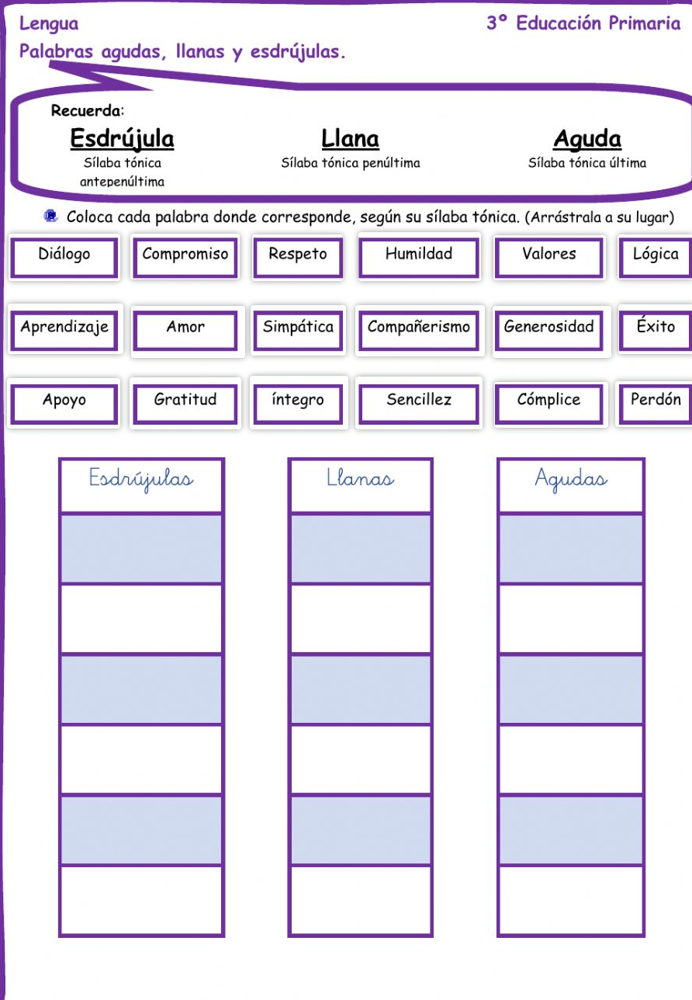 Lengua 3º Educación Primaria
Palabras agudas, llanas y esdrújulas.
Recuerda:
Esdrújula Llana Aguda
Sílaba tónica Sílaba tónica penúltima Sílaba tónica última
antepenúltima
Coloca cada palabra donde corresponde, según su sílaba tónica. (Arrástrala a su lugar)
Diálogo Compromiso Respeto Humildad Valores Lógica
Aprendizaje Amor Simpática Compañerismo Generosidad Éxito
Apoyo Gratitud íntegro Sencillez Cómplice Perdón
Esdrújulas Llanas Agudas